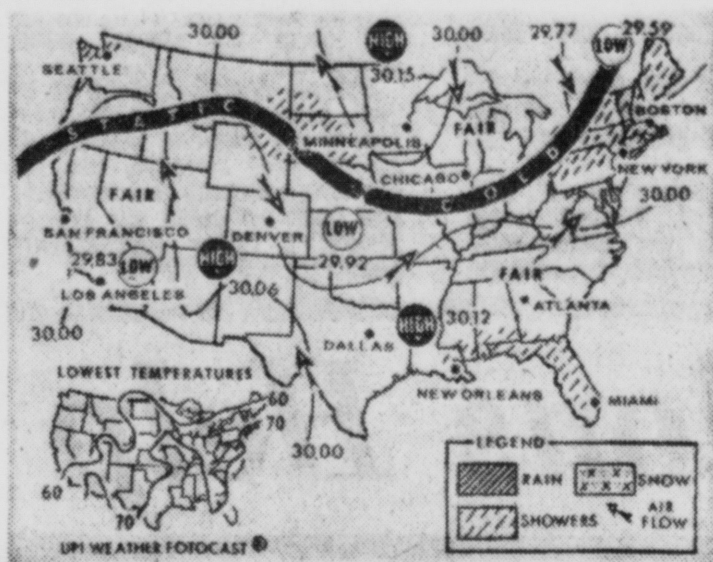 30.00
HIGH
30.00
29.77
LOW
29.59
SEATTLE
30.15
STATIC
MINNEAPOLIS
FAIR
BOSTON
CHICAGO
COLD
NEW YORK
FAIR
30.00
SAN FRANCISCO
DENVER
LOW
29.83
LOW
HIGH
29.92
FAIR
LOS ANGELES
30.06
ATLANTA
30.00
HIGH
30.12
DALLAS
LOWEST TEMPERATURES
NEW ORLEANS
MIAMI
60
70
30.00
LEGEND
RAIN
SNOW
60
70
SHOWERS
AIR
FLOW
UPI WEATHER FOTOCAST